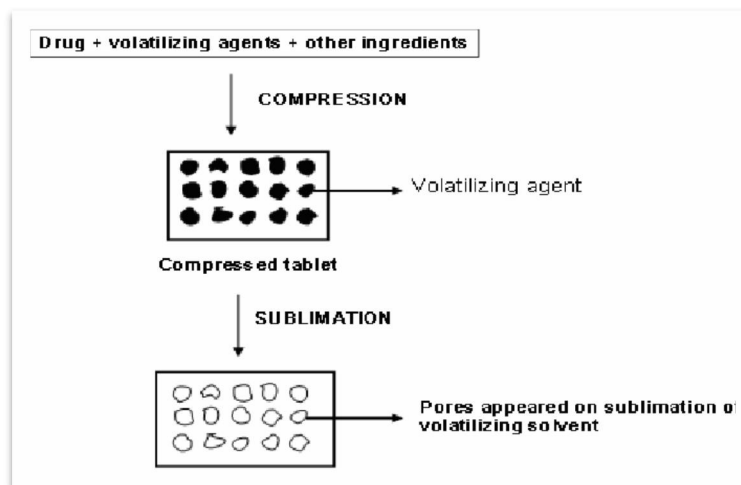 Drug + volatilizing agents + other ingredients
COMPRESSION
Volatilizing agent
Compressed tablet
SUBLIMATION
Pores appeared on sublimation of
volatilizing solvent